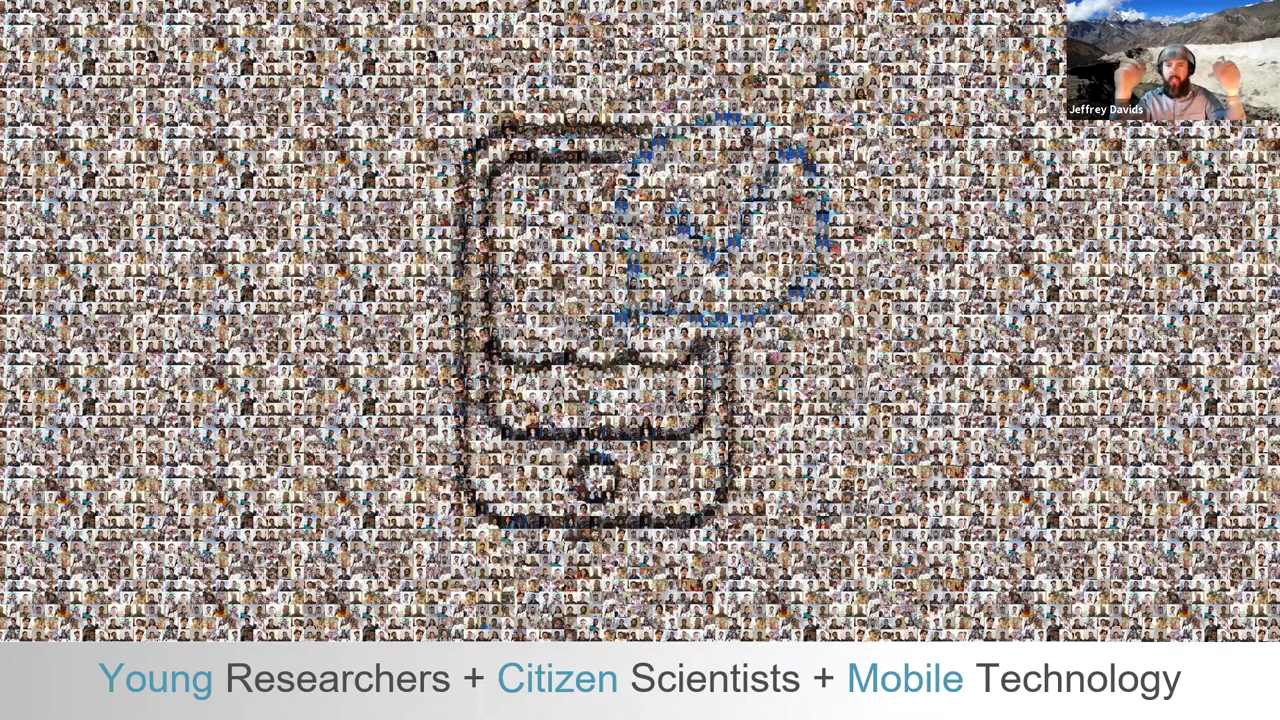 Jeffrey Davids
Young Researchers + Citizen Scientists + Mobile Technology